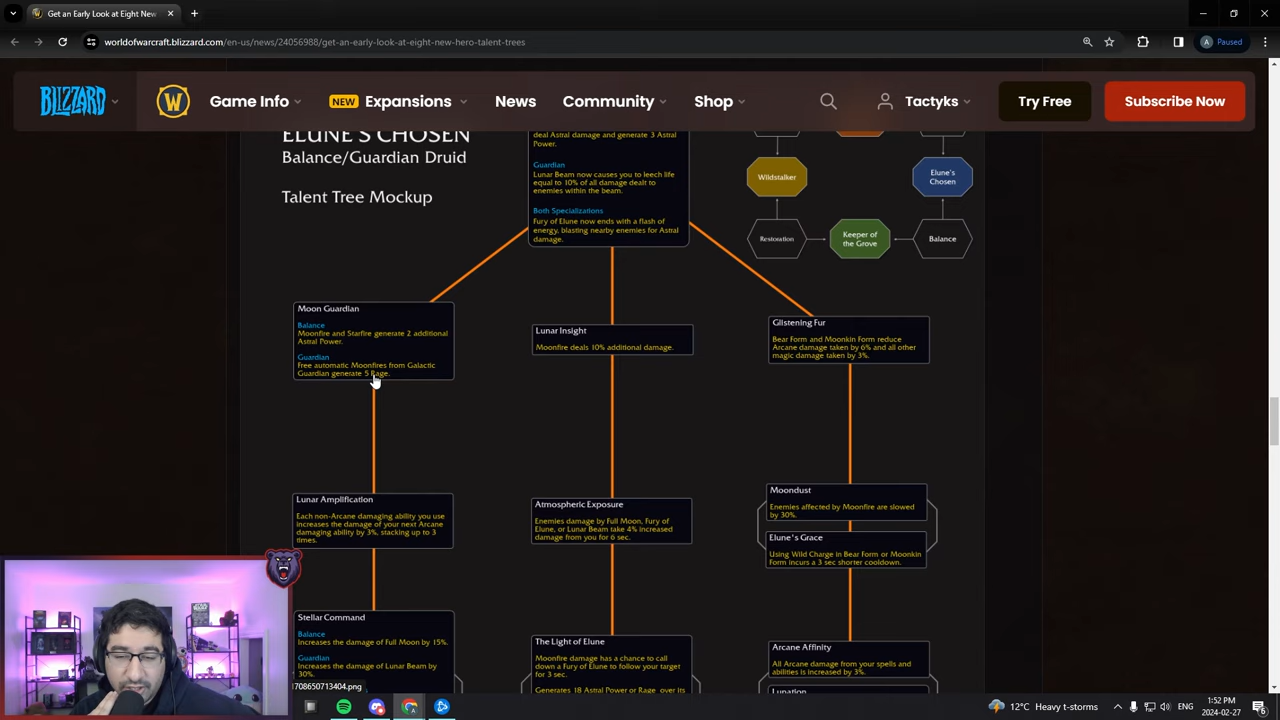 Get an Early Look at Eight New
worldofwarcraft.blizzard.com/en-us/news/24056988/get-an-early-look-at-eight-new-hero-talent-trees
A
Paused
BLIZZARD
W
Game Info
NEW
Expansions
News
Community
Shop
Tactyks
Try Free
Subscribe Now
ELUNE'S CHOSEN
Balance/Guardian Druid
Talent Tree Mockup
deal Astral damage and generate 3 Astral
Power.
Guardian
Lunar Beam now causes you to leech life
equal to 10% of all damage dealt to
enemies within the beam.
Both Specializations
Fury of Elune now ends with a flash of
energy, blasting nearby enemies for Astral
damage.
Wildstalker
Elune's
Chosen
Restoration
Keeper of
the Grove
Balance
Moon Guardian
Balance
Moonfire and Starfire generate 2 additional
Astral Power.
Guardian
Free automatic Moonfires from Galactic
Guardian generate 5 Rage.
Lunar Insight
Moonfire deals 10% additional damage.
Glistening Fur
Bear Form and Moonkin Form reduce
Arcane damage taken by 6% and all other
magic damage taken by 3%.
Lunar Amplification
Each non-Arcane damaging ability you use
increases the damage of your next Arcane
damaging ability by 3%, stacking up to 3
times.
Atmospheric Exposure
Enemies damage by Full Moon, Fury of
Elune, or Lunar Beam take 4% increased
damage from you for 6 sec.
Moondust
Enemies affected by Moonfire are slowed
by 30%.
Elune's Grace
Using Wild Charge in Bear Form or Moonkin
Form incurs a 3 sec shorter cooldown.
Stellar Command
Balance
Increases the damage of Full Moon by 15%.
Guardian
Increases the damage of Lunar Beam by
30%.
The Light of Elune
Moonfire damage has a chance to call
down a Fury of Elune to follow your target
for 3 sec.
Generates 18 Astral Power or Rage over its
Arcane Affinity
All Arcane damage from your spells and
abilities is increased by 3%.
Lunation
1708650713404.png
12°C Heavy t-storms
ENG
1:52 PM
2024-02-27